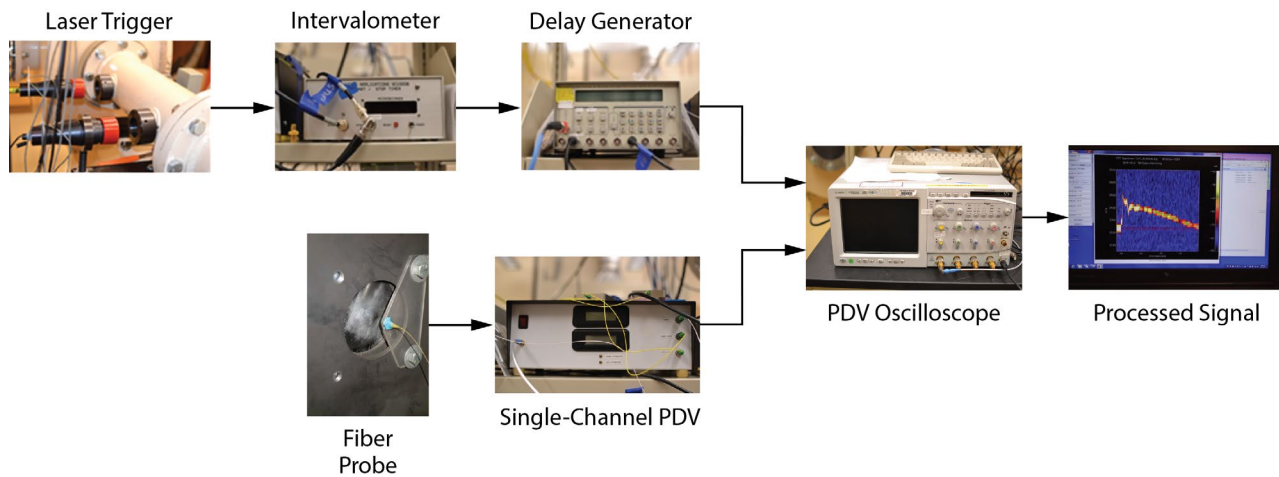 Laser Trigger
Intervalometer
Delay Generator
Fiber
Probe
Single-Channel PDV
PDV Oscilloscope
Processed Signal